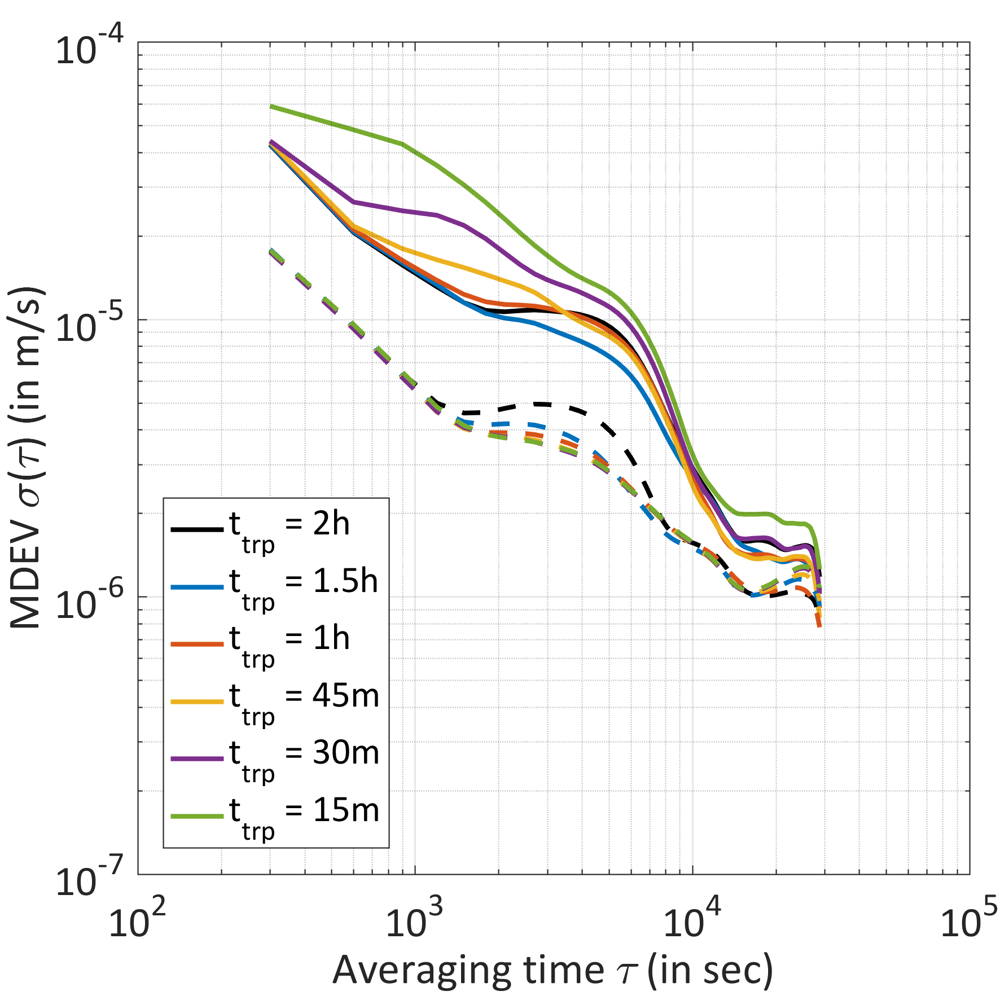 10^-4
10^-5
10^-6
10^-7
MDEV σ(τ) (in m/s)
t_trp = 2h
t_trp = 1.5h
t_trp = 1h
t_trp = 45m
t_trp = 30m
t_trp = 15m
10^2 10^3 10^4 10^5
Averaging time τ (in sec)